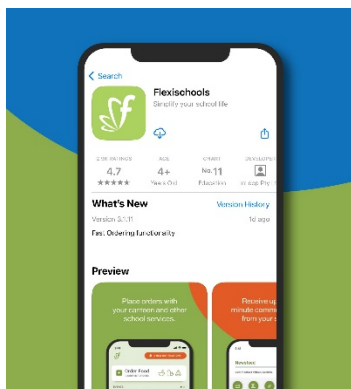 Search
Flexischools
Simplify your school life
4.7
4+
No. 11
★★★★★
Years Old
Education
What's New
Version History
Version 3.1.11
1d ago
Fast Ordering functionality
Preview
Place orders with
your canteen and other
school services.
Receive up
minute comm
from your s
Order Food